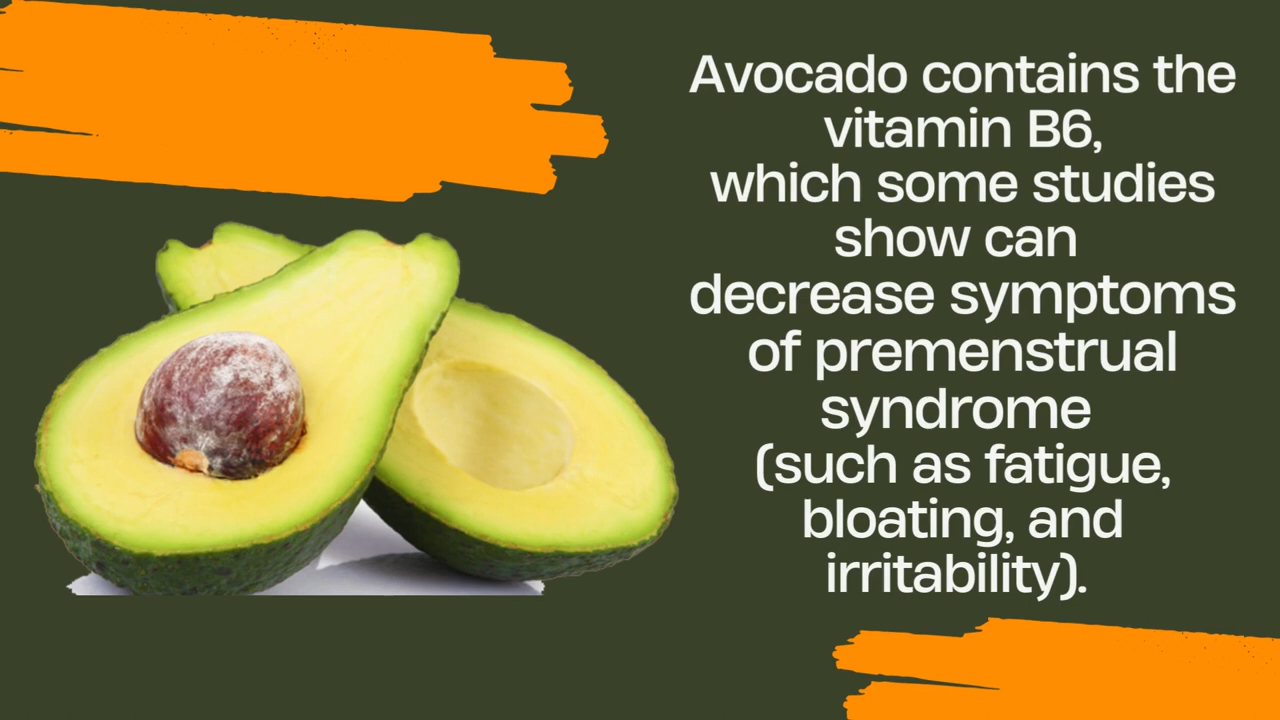 Avocado contains the
vitamin B6,
which some studies
show can
decrease symptoms
of premenstrual
syndrome
(such as fatigue,
bloating, and
irritability).